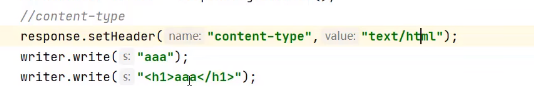 //content-type
response.setHeader( name: "content-type", value: "text/html");
writer.write( s: "aaa");
writer.write( s: "<h1>aaa</h1>");